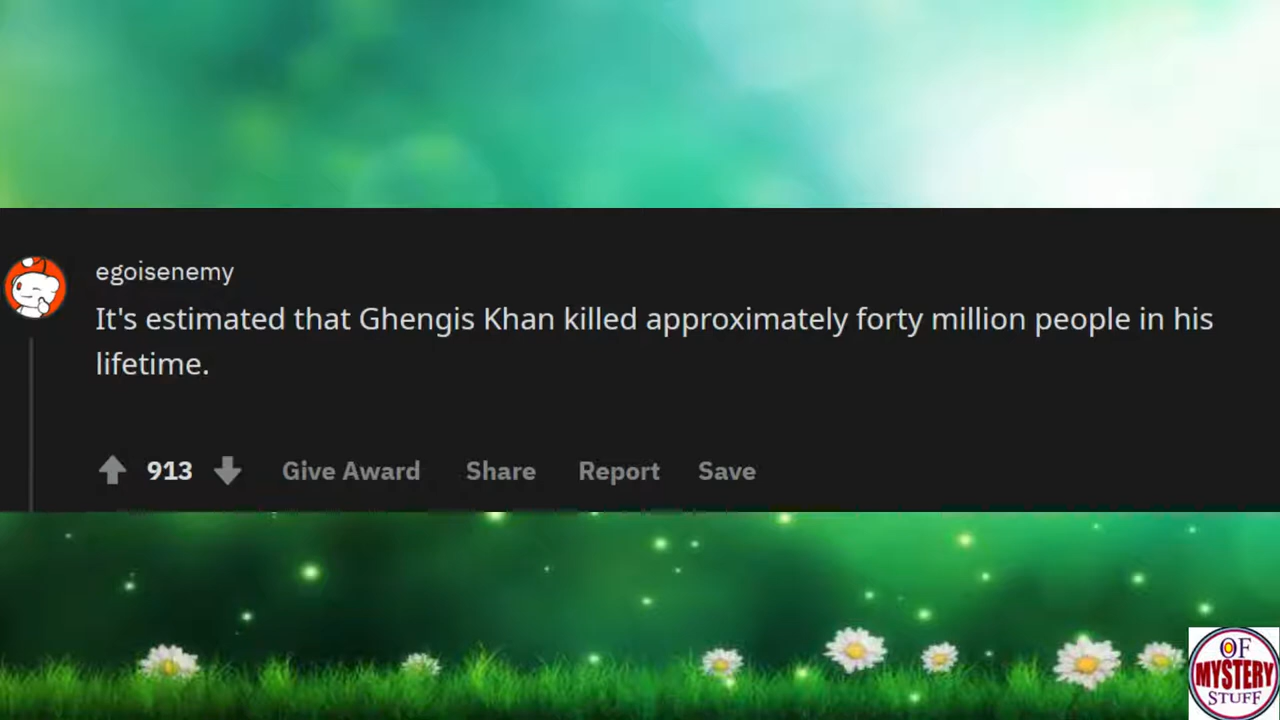 egoisenemy
It's estimated that Ghengis Khan killed approximately forty million people in his
lifetime.
913 Give Award Share Report Save
OF
MYSTERY
STUFF